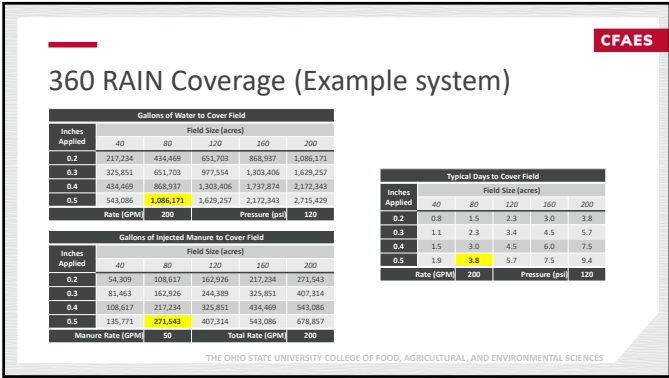 CFAES
360 RAIN Coverage (Example system)
Gallons of Water to Cover Field
Inches Applied Field Size (acres)
40 80 120 160 200
0.2 217,234 434,469 651,703 868,937 1,086,171
0.3 325,851 651,703 977,554 1,303,406 1,629,257
0.4 434,469 868,937 1,303,406 1,737,874 2,172,343
0.5 543,086 1,086,171 1,629,257 2,172,343 2,715,429
Rate (GPM) 200 Pressure (psi) 120
Gallons of Injected Manure to Cover Field
Inches Applied Field Size (acres)
40 80 120 160 200
0.2 54,309 108,617 162,926 217,234 271,543
0.3 81,463 162,926 244,389 325,851 407,314
0.4 108,617 217,234 325,851 434,469 543,086
0.5 135,771 271,543 407,314 543,086 678,857
Manure Rate (GPM) 50 Total Rate (GPM) 200
Typical Days to Cover Field
Inches Applied Field Size (acres)
40 80 120 160 200
0.2 0.8 1.5 2.3 3.0 3.8
0.3 1.1 2.3 3.4 4.5 5.7
0.4 1.5 3.0 4.5 6.0 7.5
0.5 1.9 3.8 5.7 7.5 9.4
Rate (GPM) 200 Pressure (psi) 120
THE OHIO STATE UNIVERSITY COLLEGE OF FOOD, AGRICULTURAL, AND ENVIRONMENTAL SCIENCES